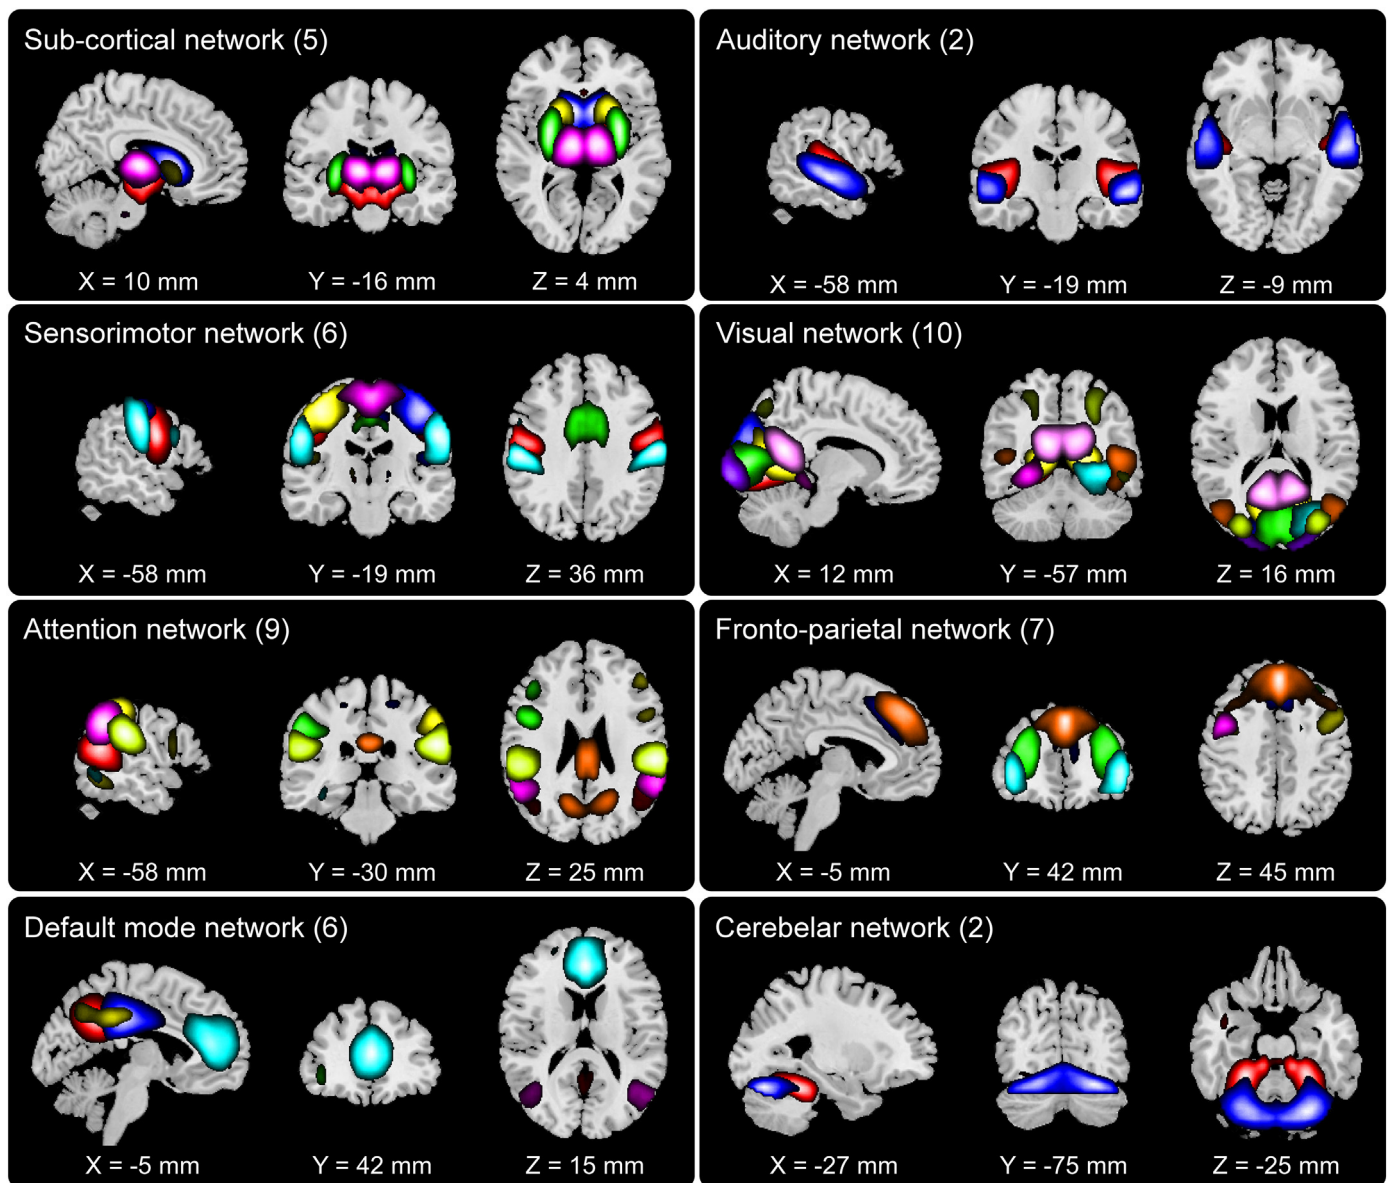 Sub-cortical network (5)
X = 10 mm
Y = -16 mm
Z = 4 mm
Auditory network (2)
X = -58 mm
Y = -19 mm
Z = -9 mm
Sensorimotor network (6)
X = -58 mm
Y = -19 mm
Z = 36 mm
Visual network (10)
X = 12 mm
Y = -57 mm
Z = 16 mm
Attention network (9)
X = -58 mm
Y = -30 mm
Z = 25 mm
Fronto-parietal network (7)
X = -5 mm
Y = 42 mm
Z = 45 mm
Default mode network (6)
X = -5 mm
Y = 42 mm
Z = 15 mm
Cerebelar network (2)
X = -27 mm
Y = -75 mm
Z = -25 mm